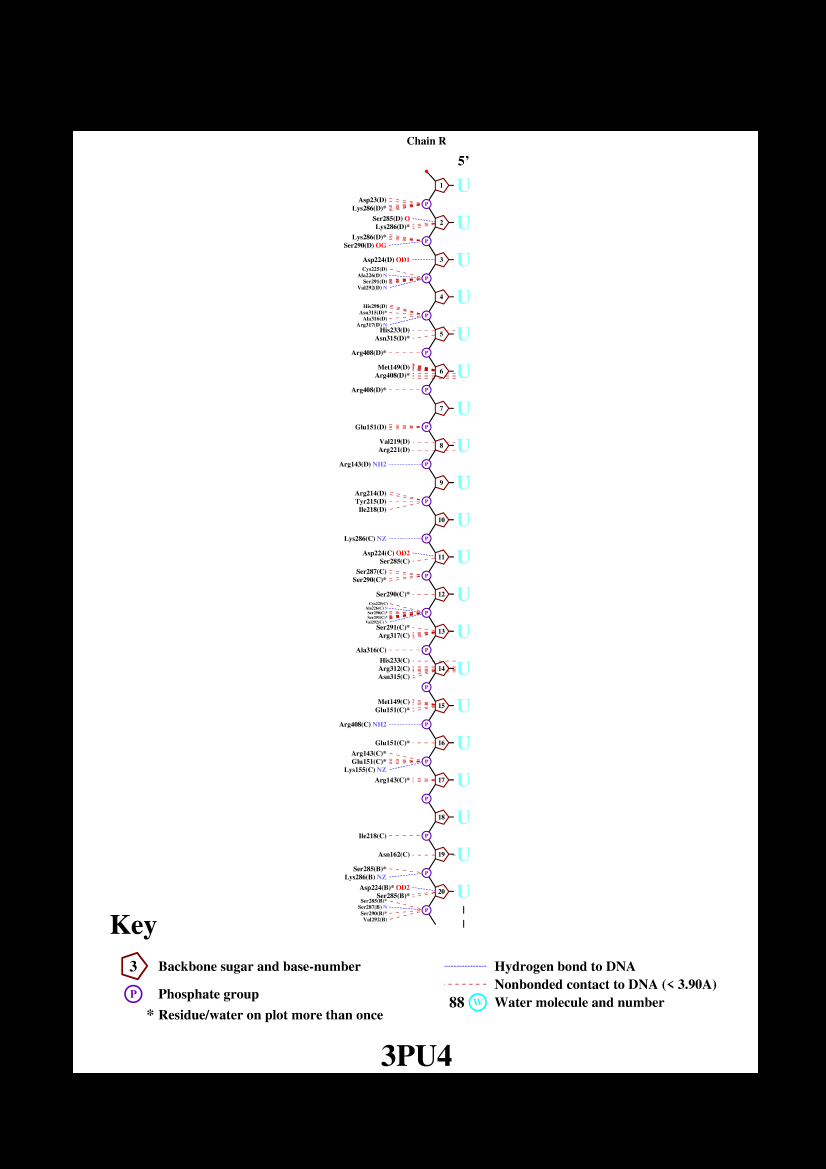 Chain R
5’
1 U
Asp23(D)
P
Lys286(D)*
Ser285(D) O
2 U
Lys286(D)*
Lys286(D)*
P
Ser290(D) OG
Asp224(D) OD1 3 U
Cys225(D)
Ala226(D) N
P
Ser291(D)
Val292(D) N
4 U
His298(D)
Asn315(D)*
P
Ala316(D)
Arg317(D) N
His233(D)
5 U
Asn315(D)*
Arg408(D)* P
Met149(D)
6 U
Arg408(D)*
Arg408(D)* P
7 U
Glu151(D) P
Val219(D)
8 U
Arg221(D)
Arg143(D) NH2 P
9 U
Arg214(D)
Tyr215(D) P
Ile218(D)
10 U
Lys286(C) NZ P
Asp224(C) OD2
11 U
Ser285(C)
Ser287(C)
P
Ser290(C)*
Ser290(C)* 12 U
Cys225(C)
Ala226(C) N
P
Ser290(C)*
Ser291(C)*
Val292(C) N
Ser291(C)*
13 U
Arg317(C)
Ala316(C) P
His233(C)
Arg312(C) 14 U
Asn315(C)
P
Met149(C)
15 U
Glu151(C)*
Arg408(C) NH2 P
Glu151(C)* 16 U
Arg143(C)*
Glu151(C)* P
Lys155(C) NZ
Arg143(C)* 17 U
P
18 U
Ile218(C) P
Asn162(C) 19 U
Ser285(B)*
P
Lys286(B) NZ
Asp224(B)* OD2
20 U
Ser285(B)*
Ser285(B)*
Ser287(B) N
P
Ser290(B)*
Val292(B)
Key
3 Backbone sugar and base-number
P Phosphate group
* Residue/water on plot more than once
Hydrogen bond to DNA
Nonbonded contact to DNA (< 3.90A)
88 W Water molecule and number
3PU4